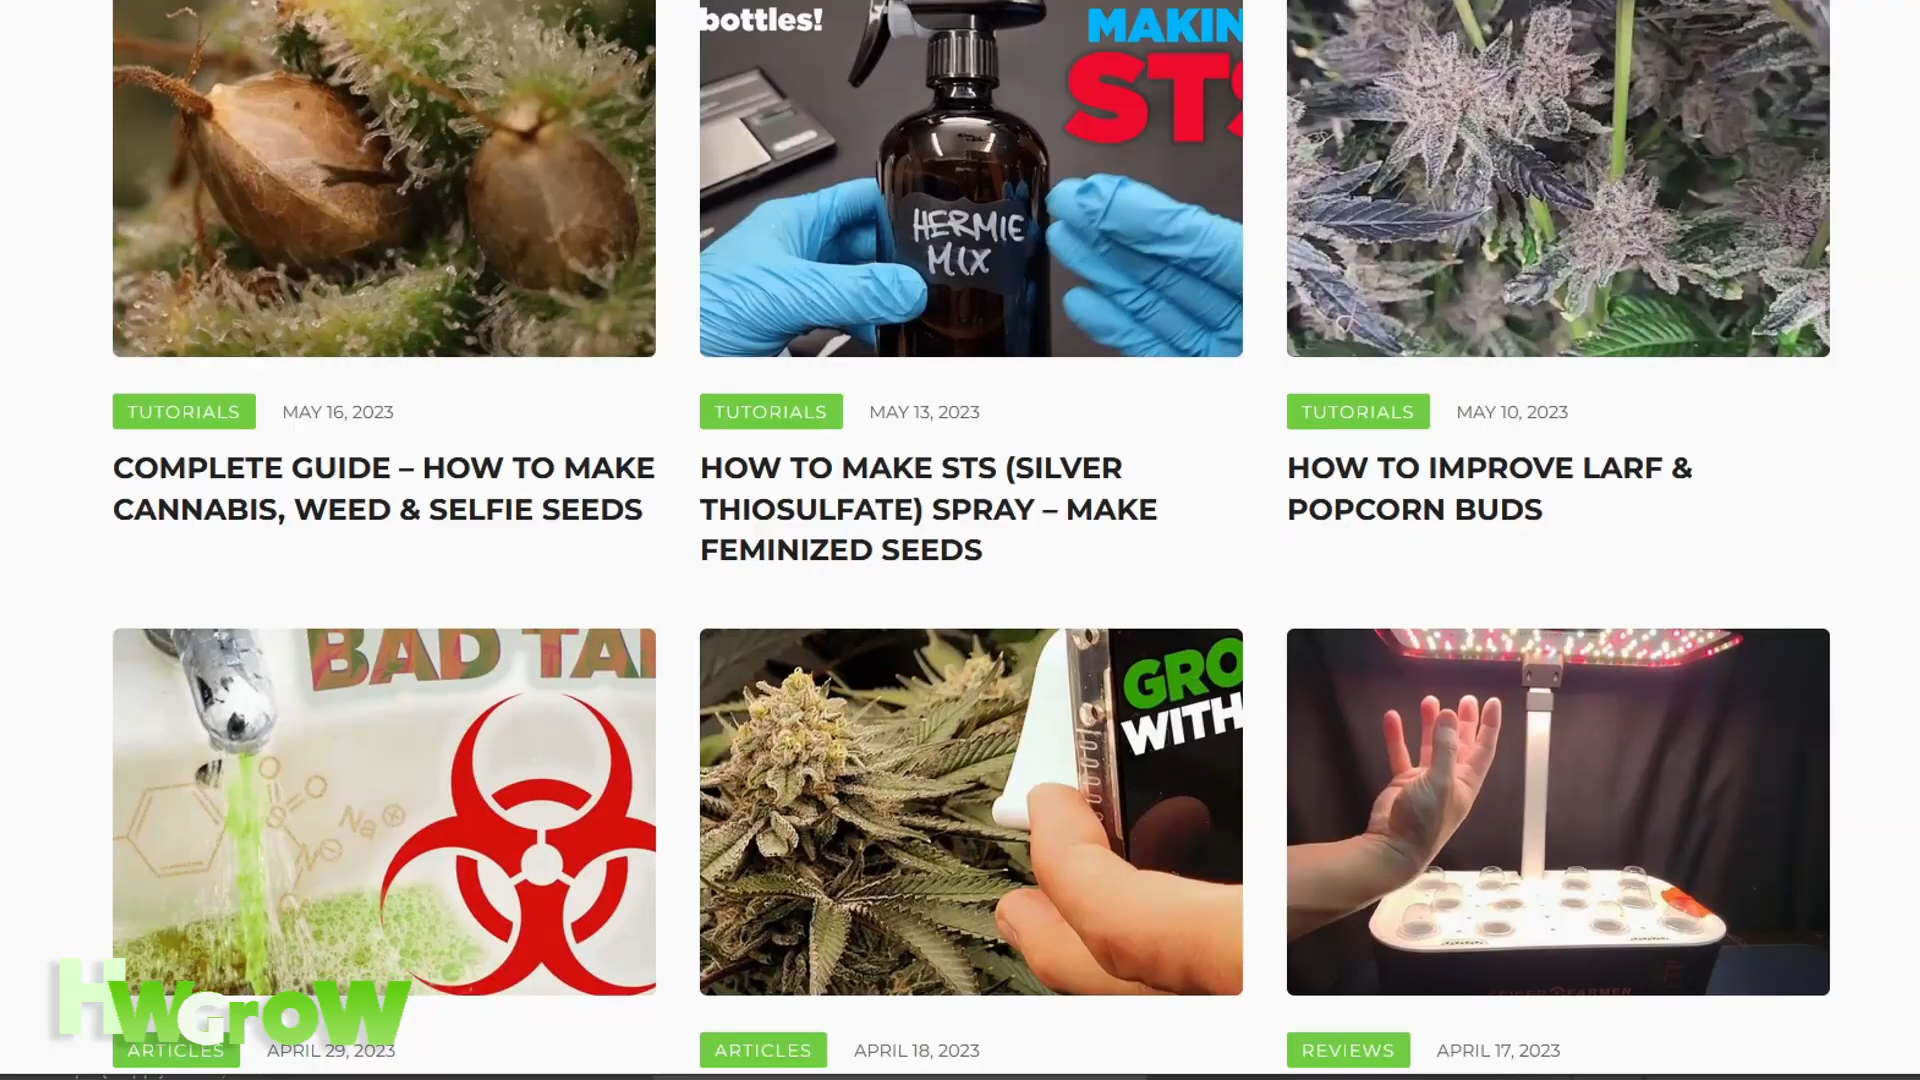 bottles!
MAKIN
STS
HERMIE
MIX
TUTORIALS MAY 16, 2023
COMPLETE GUIDE – HOW TO MAKE
CANNABIS, WEED & SELFIE SEEDS
TUTORIALS MAY 13, 2023
HOW TO MAKE STS (SILVER
THIOSULFATE) SPRAY – MAKE
FEMINIZED SEEDS
TUTORIALS MAY 10, 2023
HOW TO IMPROVE LARF &
POPCORN BUDS
BAD TA
Na
S
O
O
N
O
GRO
WITH
HWGroW
ARTICLES APRIL 29, 2023
ARTICLES APRIL 18, 2023
REVIEWS APRIL 17, 2023